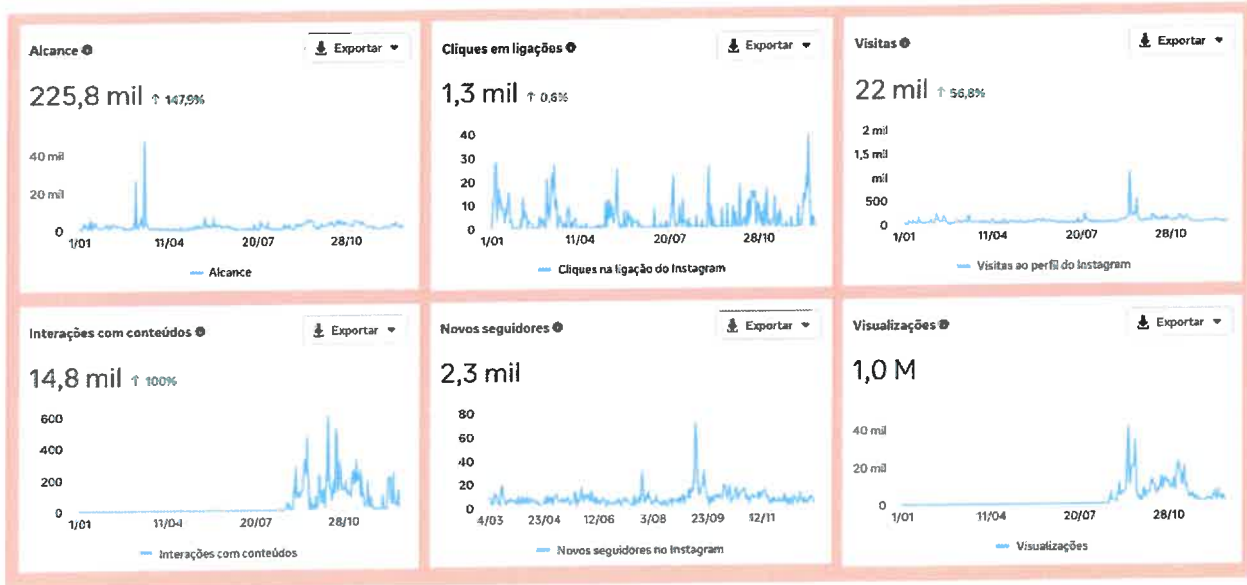 Alcance
Exportar
225,8 mil ↑ 147,9%
40 mil
20 mil
0
1/01 11/04 20/07 28/10
Alcance
Cliques em ligações
Exportar
1,3 mil ↑ 0,6%
40
30
20
10
0
1/01 11/04 20/07 28/10
Cliques na ligação do Instagram
Visitas
Exportar
22 mil ↑ 56,8%
2 mil
1,5 mil
mil
500
0
1/01 11/04 20/07 28/10
Visitas ao perfil do Instagram
Interações com conteúdos
Exportar
14,8 mil ↑ 100%
600
400
200
0
1/01 11/04 20/07 28/10
Interações com conteúdos
Novos seguidores
Exportar
2,3 mil
80
60
40
20
0
4/03 23/04 12/06 3/08 23/09 12/11
Novos seguidores no Instagram
Visualizações
Exportar
1,0 M
40 mil
20 mil
0
1/01 11/04 20/07 28/10
Visualizações